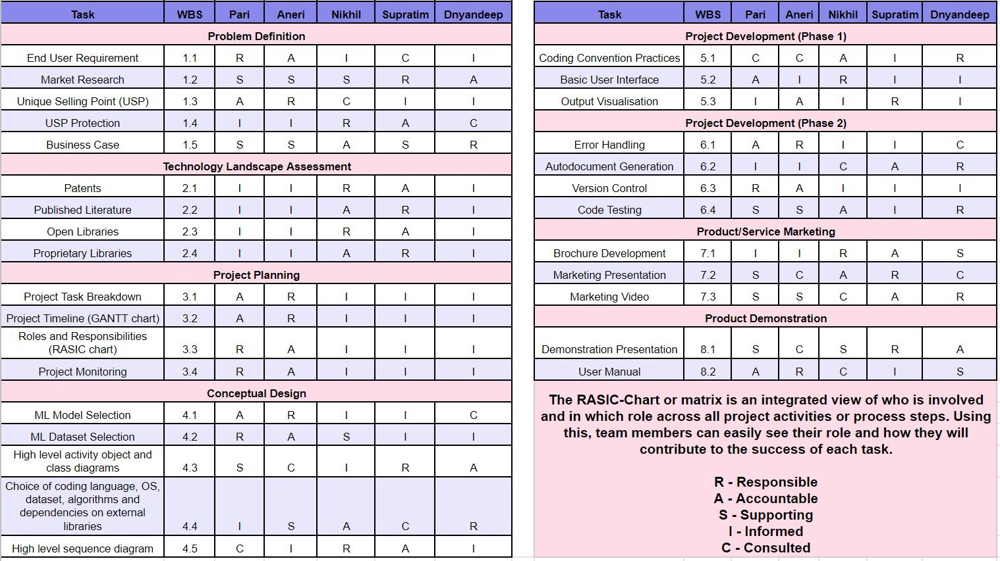 Task WBS Pari Aneri Nikhil Supratim Dnyandeep
Problem Definition
End User Requirement 1.1 R A I C I
Market Research 1.2 S S S R A
Unique Selling Point (USP) 1.3 A R C I I
USP Protection 1.4 I I R A C
Business Case 1.5 S S A S R
Technology Landscape Assessment
Patents 2.1 I I R A I
Published Literature 2.2 I I A R I
Open Libraries 2.3 I I R A I
Proprietary Libraries 2.4 I I A R I
Project Planning
Project Task Breakdown 3.1 A R I I I
Project Timeline (GANTT chart) 3.2 A R I I I
Roles and Responsibilities
(RASIC chart) 3.3 R A I I I
Project Monitoring 3.4 R A I I I
Conceptual Design
ML Model Selection 4.1 A R I I C
ML Dataset Selection 4.2 R A S I I
High level activity object and
class diagrams 4.3 S C I R A
Choice of coding language, OS,
dataset, algorithms and
dependencies on external
libraries 4.4 I S A C R
High level sequence diagram 4.5 C I R A I
Task WBS Pari Aneri Nikhil Supratim Dnyandeep
Project Development (Phase 1)
Coding Convention Practices 5.1 C C A I R
Basic User Interface 5.2 A I R I I
Output Visualisation 5.3 I A I R I
Project Development (Phase 2)
Error Handling 6.1 A R I I C
Autodocument Generation 6.2 I I C A R
Version Control 6.3 R A I I I
Code Testing 6.4 S S A I R
Product/Service Marketing
Brochure Development 7.1 I I R A S
Marketing Presentation 7.2 S C A R C
Marketing Video 7.3 S S C A R
Product Demonstration
Demonstration Presentation 8.1 S C S R A
User Manual 8.2 A R C I S
The RASIC-Chart or matrix is an integrated view of who is involved
and in which role across all project activities or process steps. Using
this, team members can easily see their role and how they will
contribute to the success of each task.
R - Responsible
A - Accountable
S - Supporting
I - Informed
C - Consulted